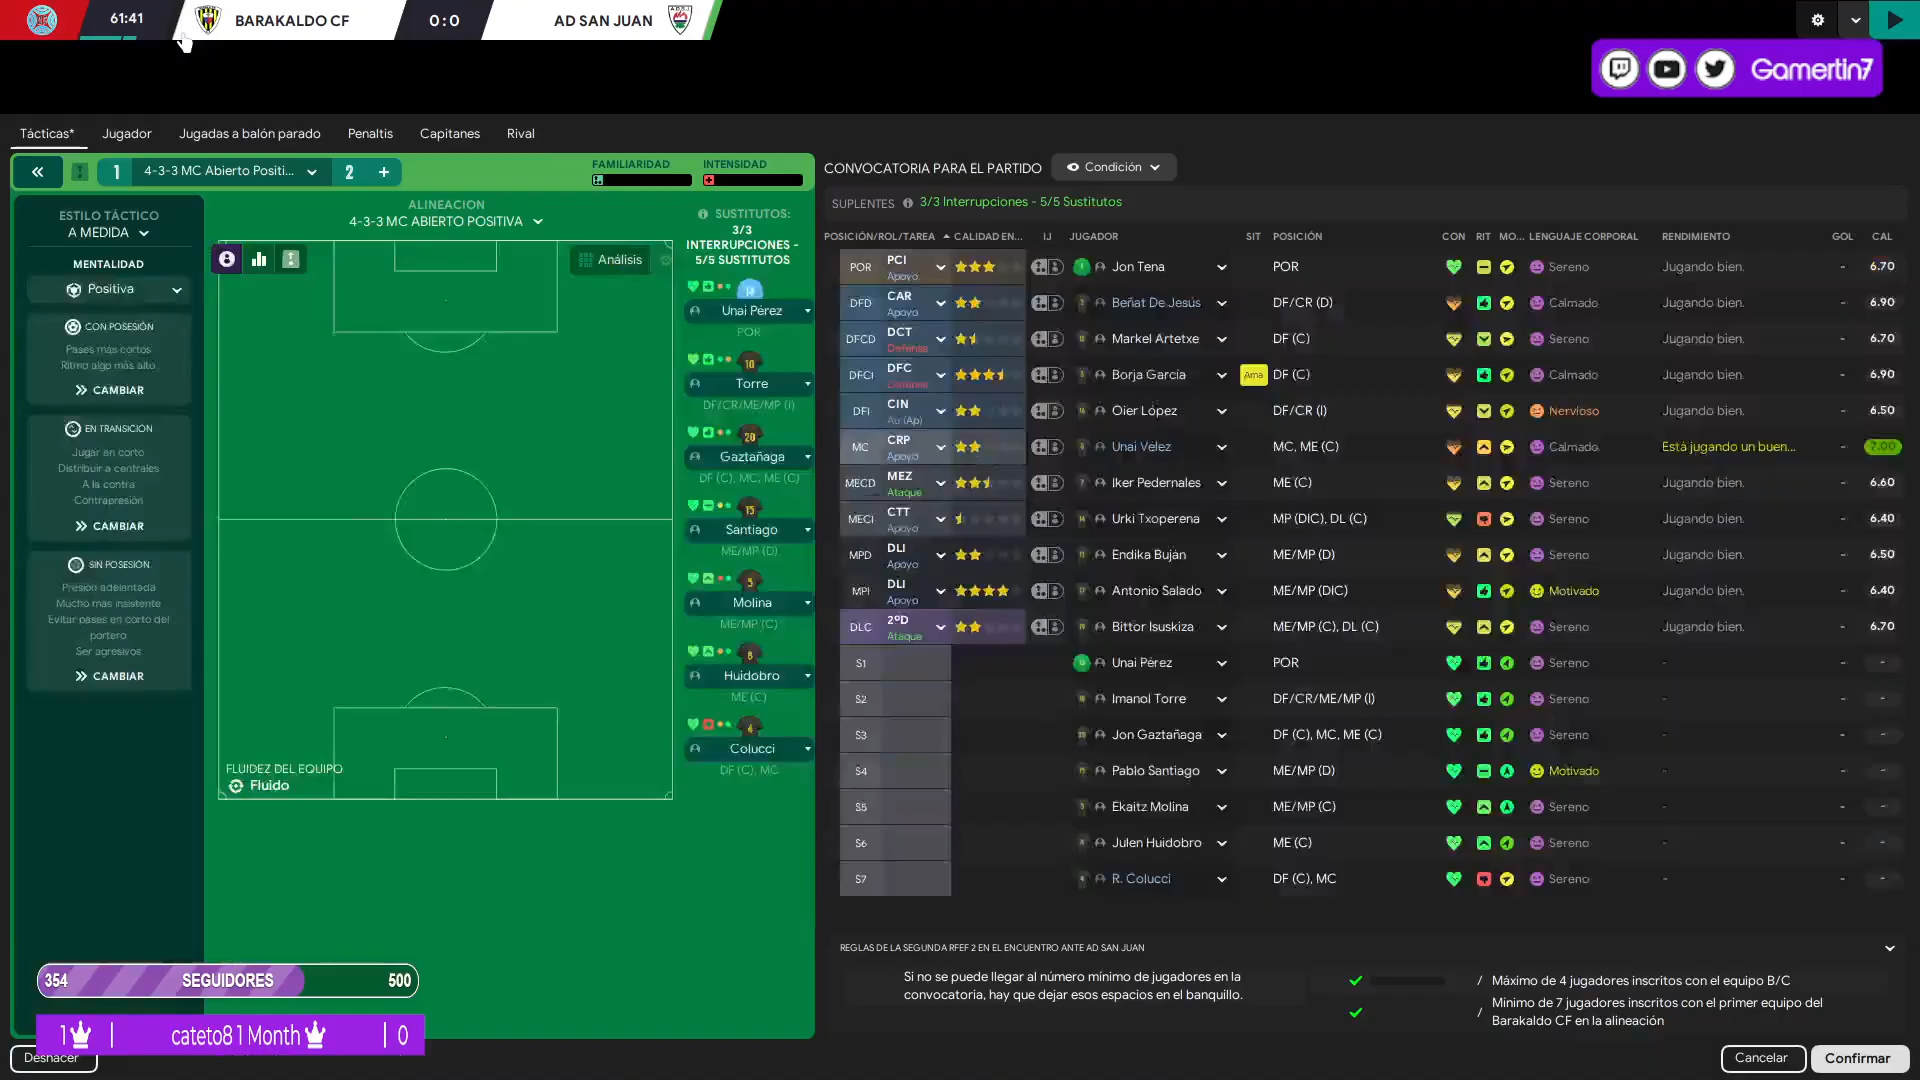 61:41
BARAKALDO CF
0 : 0
AD SAN JUAN
Gamertin7
Tácticas*
Jugador
Jugadas a balón parado
Penaltis
Capitanes
Rival
1
4-3-3 MC Abierto Positi...
2
FAMILIARIDAD
INTENSIDAD
ESTILO TÁCTICO
A MEDIDA
MENTALIDAD
Positiva
CON POSESIÓN
Pases más cortos
Ritmo algo más alto
CAMBIAR
EN TRANSICIÓN
Jugar en corto
Distribuir a centrales
A la contra
Contrapresión
CAMBIAR
SIN POSESIÓN
Presión adelantada
Mucho más insistente
Evitar pases en corto del
portero
Ser agresivos
CAMBIAR
ALINEACION
4-3-3 MC ABIERTO POSITIVA
Análisis
FLUIDEZ DEL EQUIPO
Fluido
SUSTITUTOS:
3/3
INTERRUPCIONES -
5/5 SUSTITUTOS
Unai Pérez
POR
10
Torre
DF/CR/ME/MP (I)
20
Gaztañaga
DF (C), MC, ME (C)
15
Santiago
ME/MP (D)
5
Molina
ME/MP (C)
8
Huidobro
ME (C)
4
Colucci
DF (C), MC
CONVOCATORIA PARA EL PARTIDO
Condición
SUPLENTES
3/3 Interrupciones - 5/5 Sustitutos
POSICIÓN/ROL/TAREA CALIDAD EN... IJ JUGADOR SIT POSICIÓN CON RIT MO... LENGUAJE CORPORAL RENDIMIENTO GOL CAL
POR PCI Apoyo Jon Tena POR Sereno Jugando bien. - 6.70
DFD CAR Apoyo Beñat De Jesús DF/CR (D) Calmado Jugando bien. - 6.90
DFCD DCT Defensa Markel Artetxe DF (C) Sereno Jugando bien. - 6.70
DFCI DFC Defensa Borja García Ama DF (C) Calmado Jugando bien. - 6.90
DFI CIN Au (Ap) Oier López DF/CR (I) Nervioso Jugando bien. - 6.50
MC CRP Apoyo Unai Velez MC, ME (C) Calmado Está jugando un buen... - 7.00
MECD MEZ Ataque Iker Pedernales ME (C) Sereno Jugando bien. - 6.60
MECI CTT Apoyo Urki Txoperena MP (DIC), DL (C) Sereno Jugando bien. - 6.40
MPD DLI Apoyo Endika Buján ME/MP (D) Sereno Jugando bien. - 6.50
MPI DLI Apoyo Antonio Salado ME/MP (DIC) Motivado Jugando bien. - 6.40
DLC 2ºD Ataque Bittor Isuskiza ME/MP (C), DL (C) Sereno Jugando bien. - 6.70
S1 Unai Pérez POR Sereno - - -
S2 Imanol Torre DF/CR/ME/MP (I) Sereno - - -
S3 Jon Gaztañaga DF (C), MC, ME (C) Sereno - - -
S4 Pablo Santiago ME/MP (D) Motivado - - -
S5 Ekaitz Molina ME/MP (C) Sereno - - -
S6 Julen Huidobro ME (C) Sereno - - -
S7 R. Colucci DF (C), MC Sereno - - -
REGLAS DE LA SEGUNDA RFEF 2 EN EL ENCUENTRO ANTE AD SAN JUAN
Si no se puede llegar al número mínimo de jugadores en la
convocatoria, hay que dejar esos espacios en el banquillo.
/ Máximo de 4 jugadores inscritos con el equipo B/C
/ Mínimo de 7 jugadores inscritos con el primer equipo del
Barakaldo CF en la alineación
354 SEGUIDORES 500
1 | cateto8 1 Month | 0
Deshacer
Cancelar
Confirmar